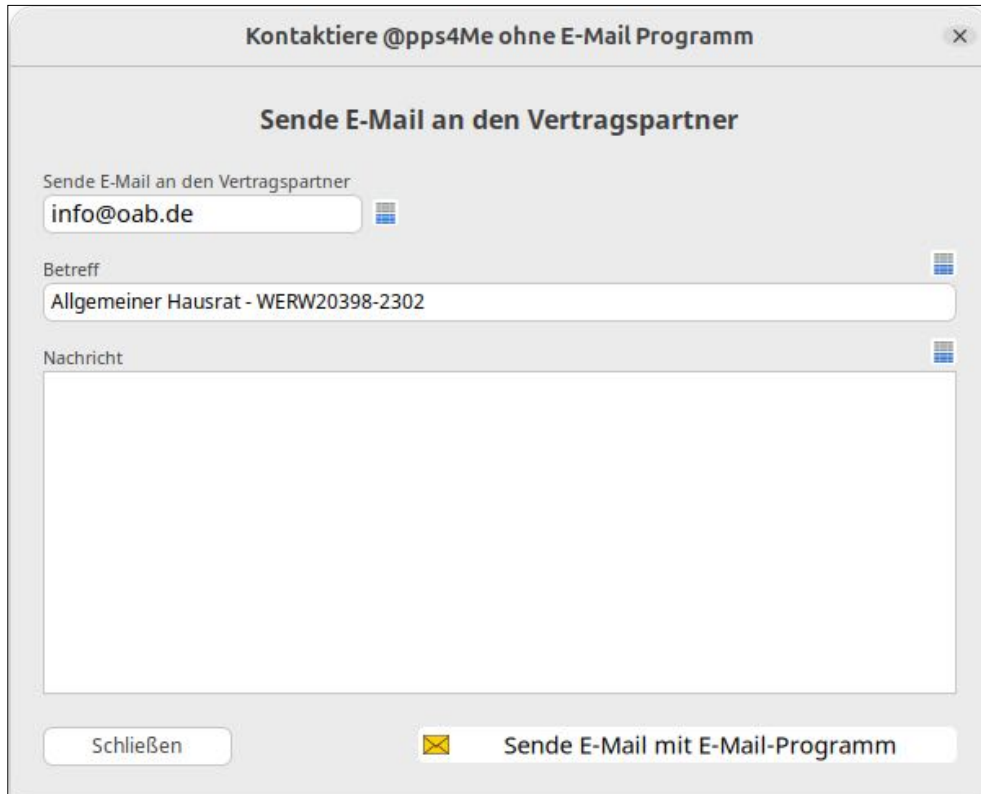 Kontaktiere @pps4Me ohne E-Mail Programm
Sende E-Mail an den Vertragspartner
Sende E-Mail an den Vertragspartner
info@oab.de
Betreff
Allgemeiner Hausrat - WERW20398-2302
Nachricht
Schließen
Sende E-Mail mit E-Mail-Programm